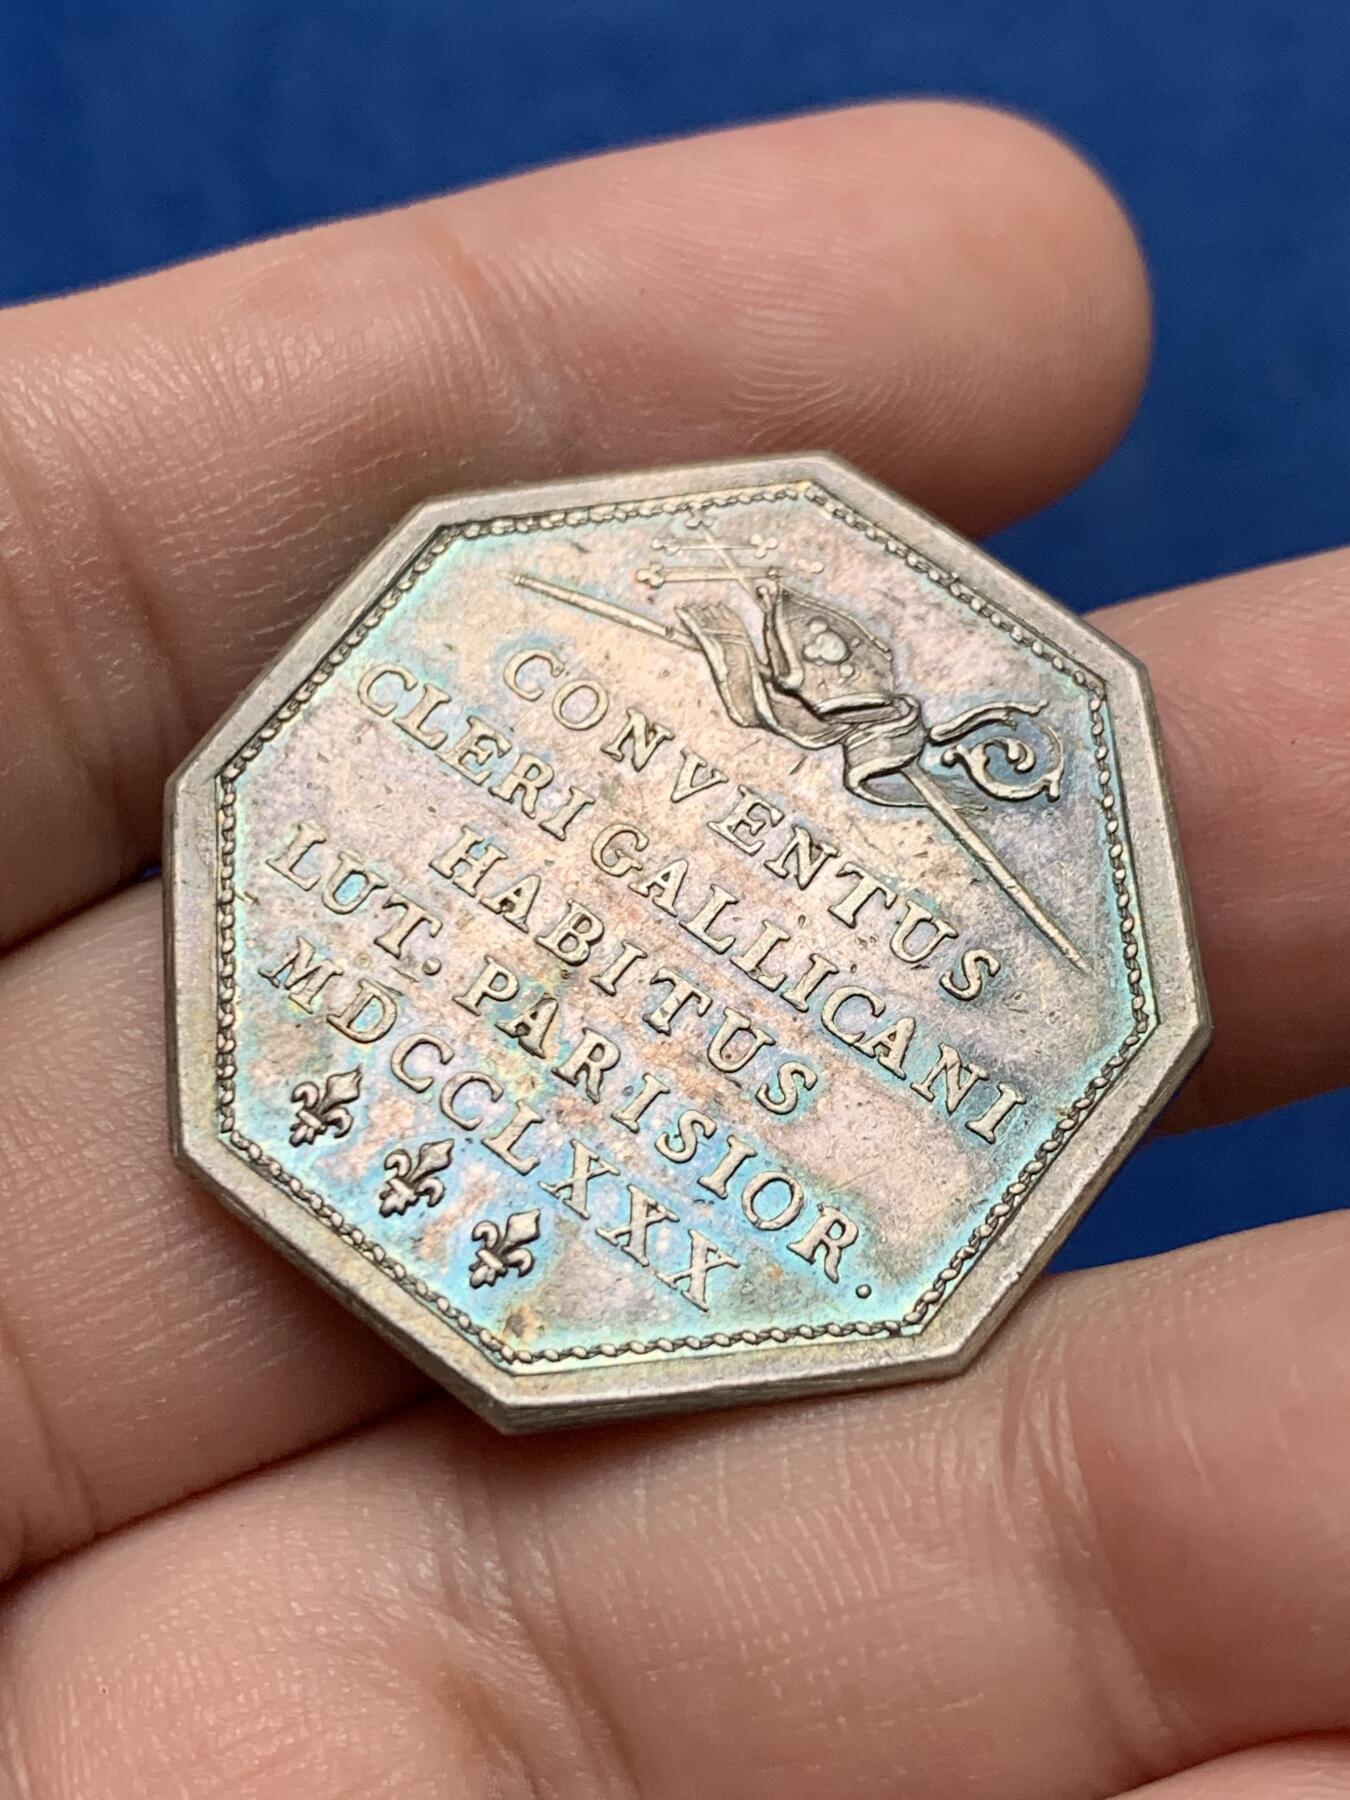 CONVENTUS
CLERI GALLICANI
HABITUS
LUT. PARISIOR.
MDCCLXXX